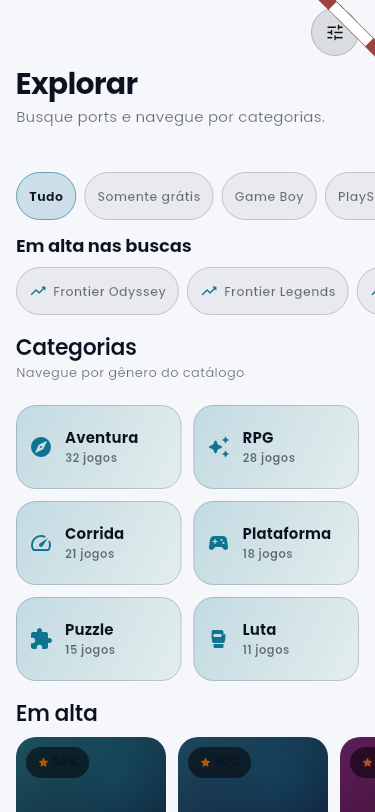 Explorar
Busque ports e navegue por categorias.
Tudo
Somente grátis
Game Boy
PlayS
Em alta nas buscas
Frontier Odyssey
Frontier Legends
Categorias
Navegue por gênero do catálogo
Aventura
32 jogos
RPG
28 jogos
Corrida
21 jogos
Plataforma
18 jogos
Puzzle
15 jogos
Luta
11 jogos
Em alta
90%